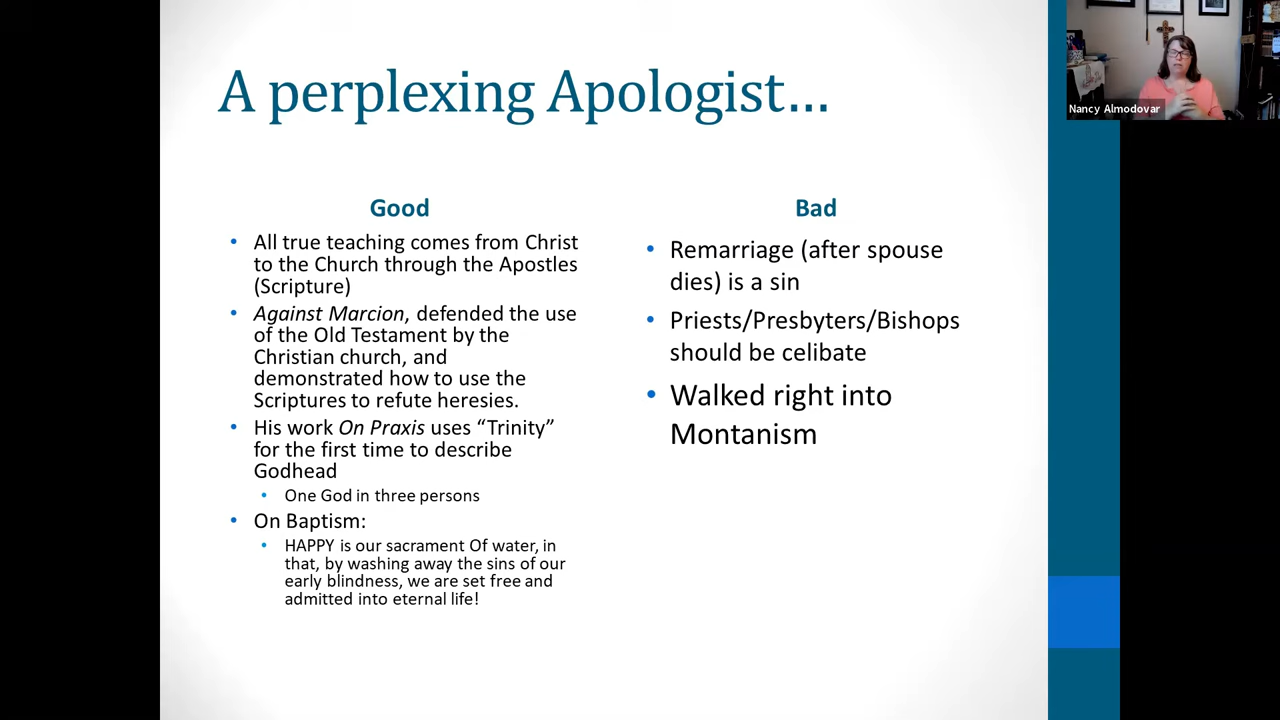 A perplexing Apologist...
Good
• All true teaching comes from Christ
to the Church through the Apostles
(Scripture)
• Against Marcion, defended the use
of the Old Testament by the
Christian church, and
demonstrated how to use the
Scriptures to refute heresies.
• His work On Praxis uses “Trinity”
for the first time to describe
Godhead
• One God in three persons
• On Baptism:
• HAPPY is our sacrament Of water, in
that, by washing away the sins of our
early blindness, we are set free and
admitted into eternal life!
Bad
• Remarriage (after spouse
dies) is a sin
• Priests/Presbyters/Bishops
should be celibate
• Walked right into
Montanism
Nancy Almodovar